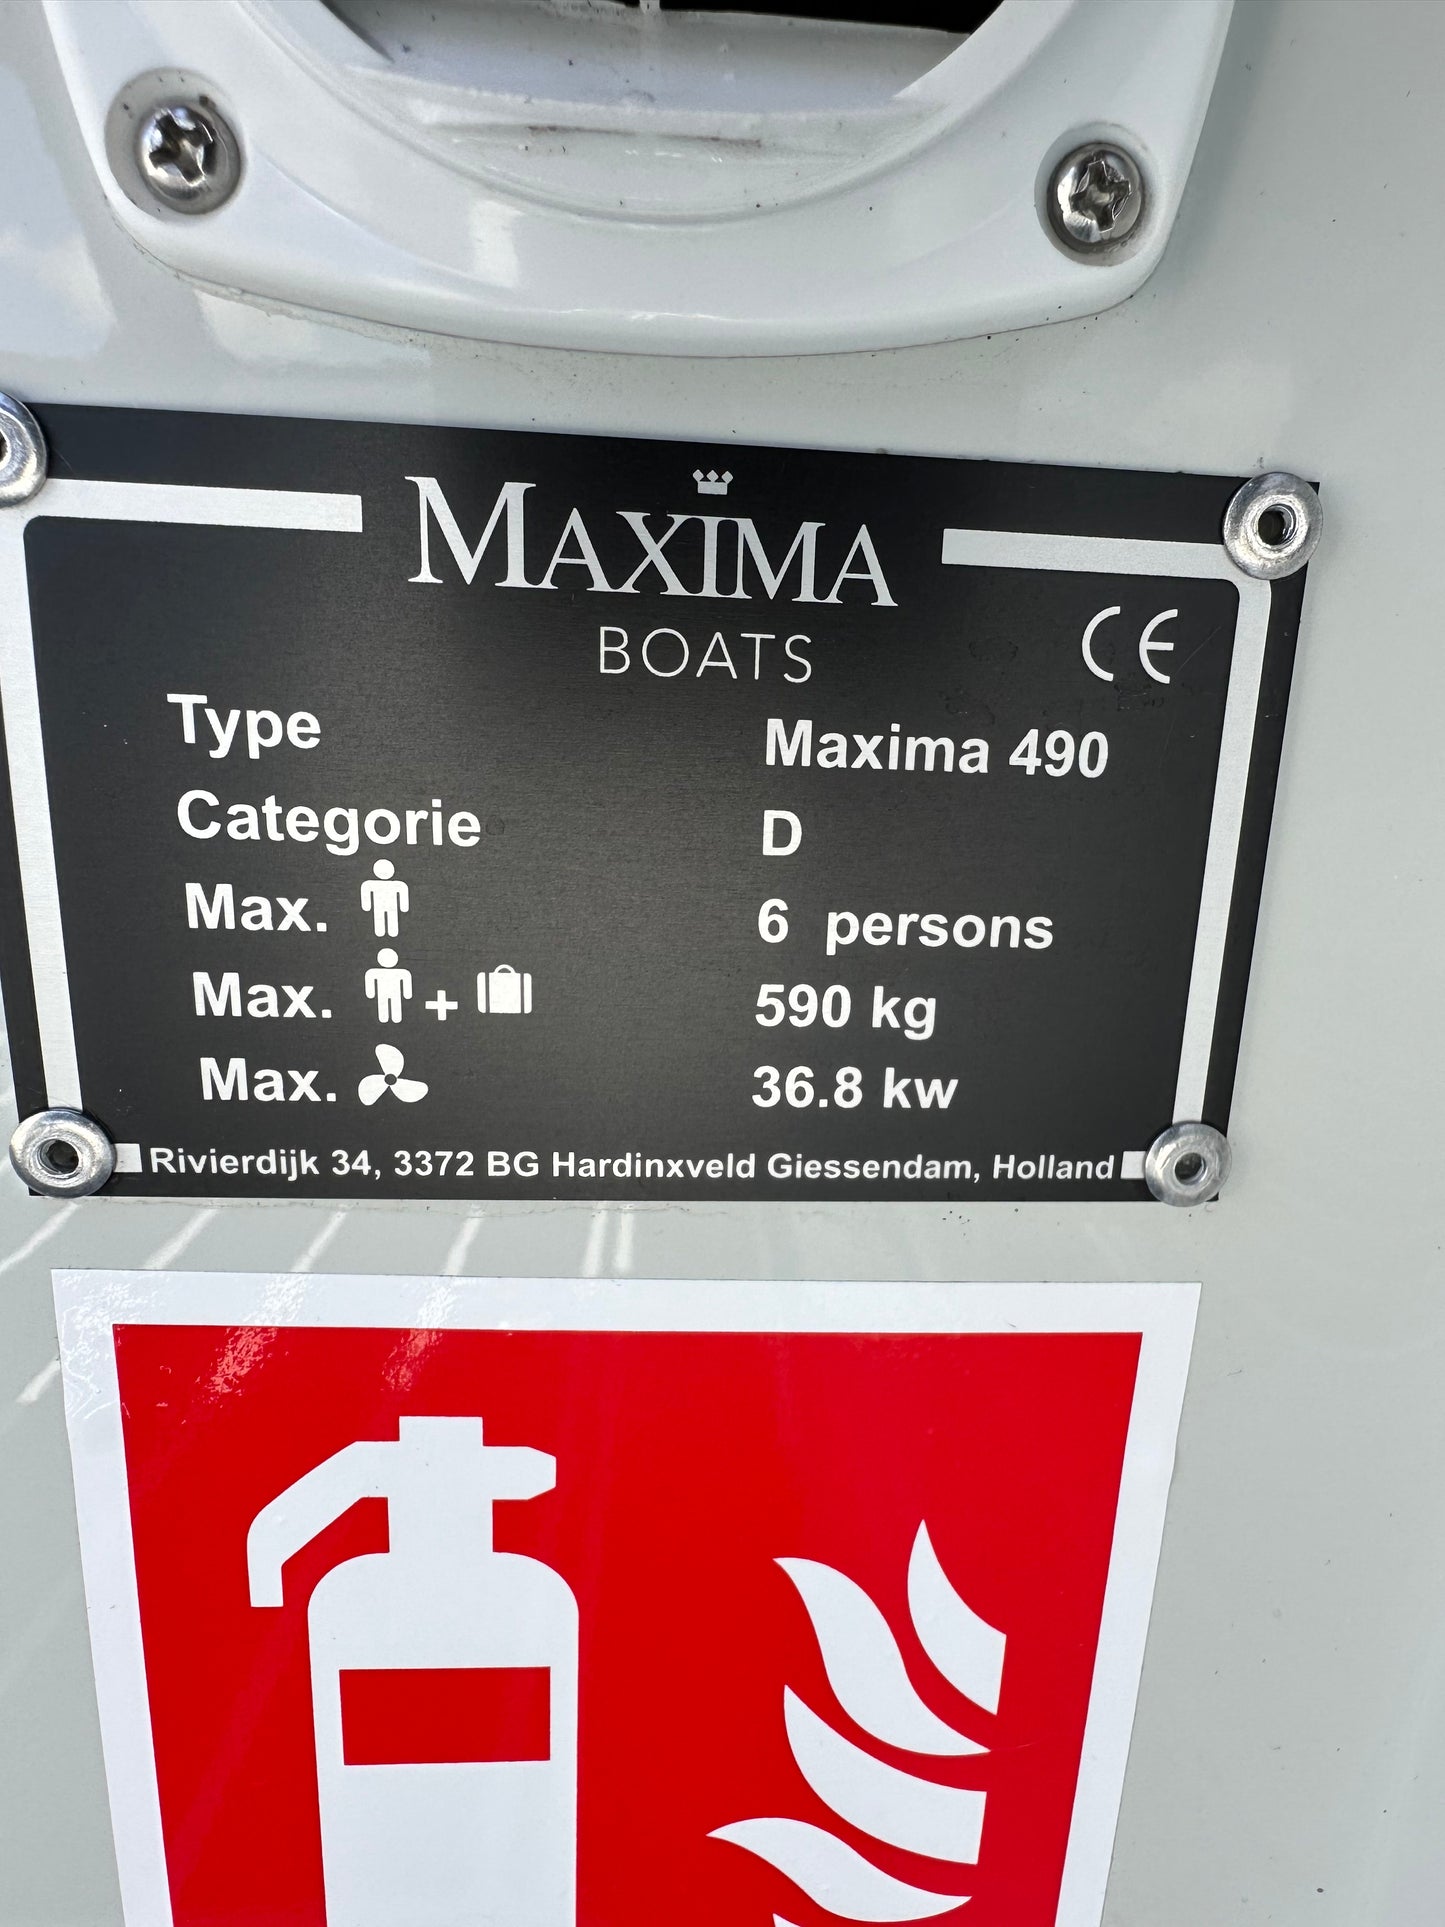 MAXIMA
BOATS
CE
Type Maxima 490
Categorie D
Max. 6 persons
Max. + 590 kg
Max. 36.8 kw
Rivierdijk 34, 3372 BG Hardinxveld Giessendam, Holland